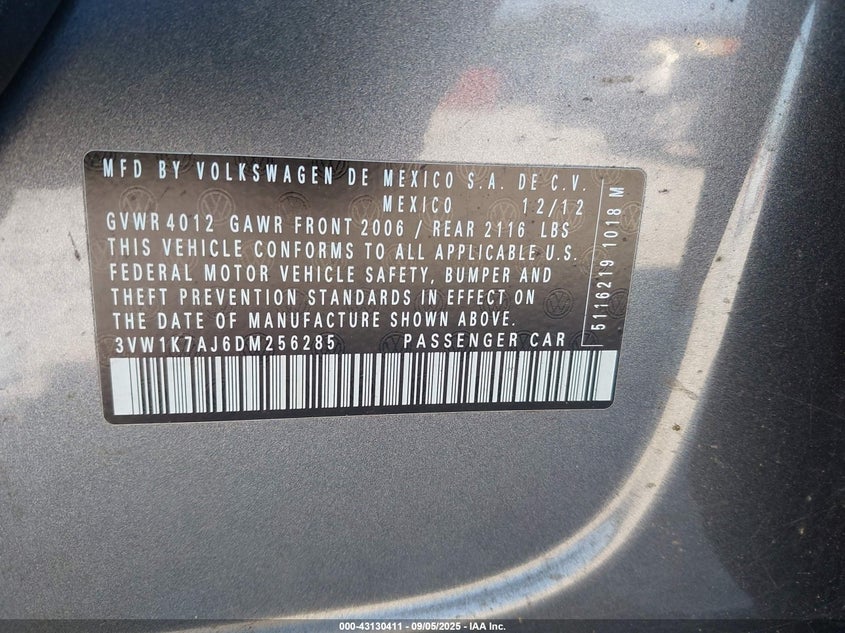 MFD BY VOLKSWAGEN DE MEXICO S.A. DE C.V.
MEXICO 12/12
GVWR 4012 GAWR FRONT 2006 / REAR 2116 LBS
THIS VEHICLE CONFORMS TO ALL APPLICABLE U.S.
FEDERAL MOTOR VEHICLE SAFETY, BUMPER AND
THEFT PREVENTION STANDARDS IN EFFECT ON
THE DATE OF MANUFACTURE SHOWN ABOVE.
3VW1K7AJ6DM256285 PASSENGER CAR
5116219 1018 M
000-43130411 - 09/05/2025 - IAA Inc.